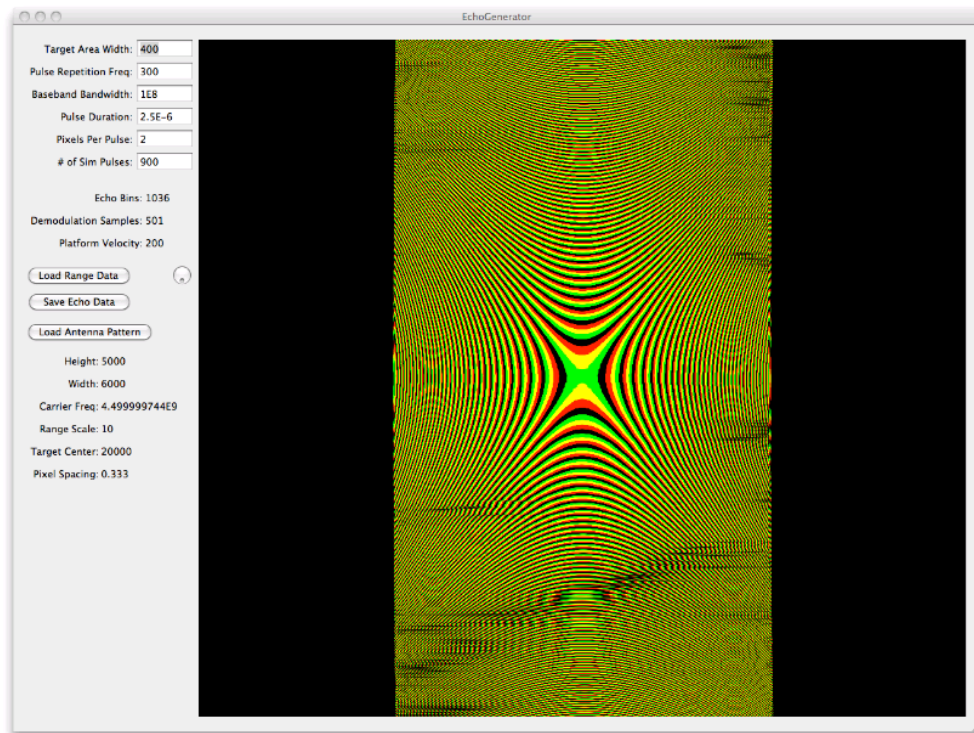 EchoGenerator
Target Area Width: 400
Pulse Repetition Freq: 300
Baseband Bandwidth: 1E8
Pulse Duration: 2.5E-6
Pixels Per Pulse: 2
# of Sim Pulses: 900
Echo Bins: 1036
Demodulation Samples: 501
Platform Velocity: 200
Load Range Data
Save Echo Data
Load Antenna Pattern
Height: 5000
Width: 6000
Carrier Freq: 4.499999744E9
Range Scale: 10
Target Center: 20000
Pixel Spacing: 0.333